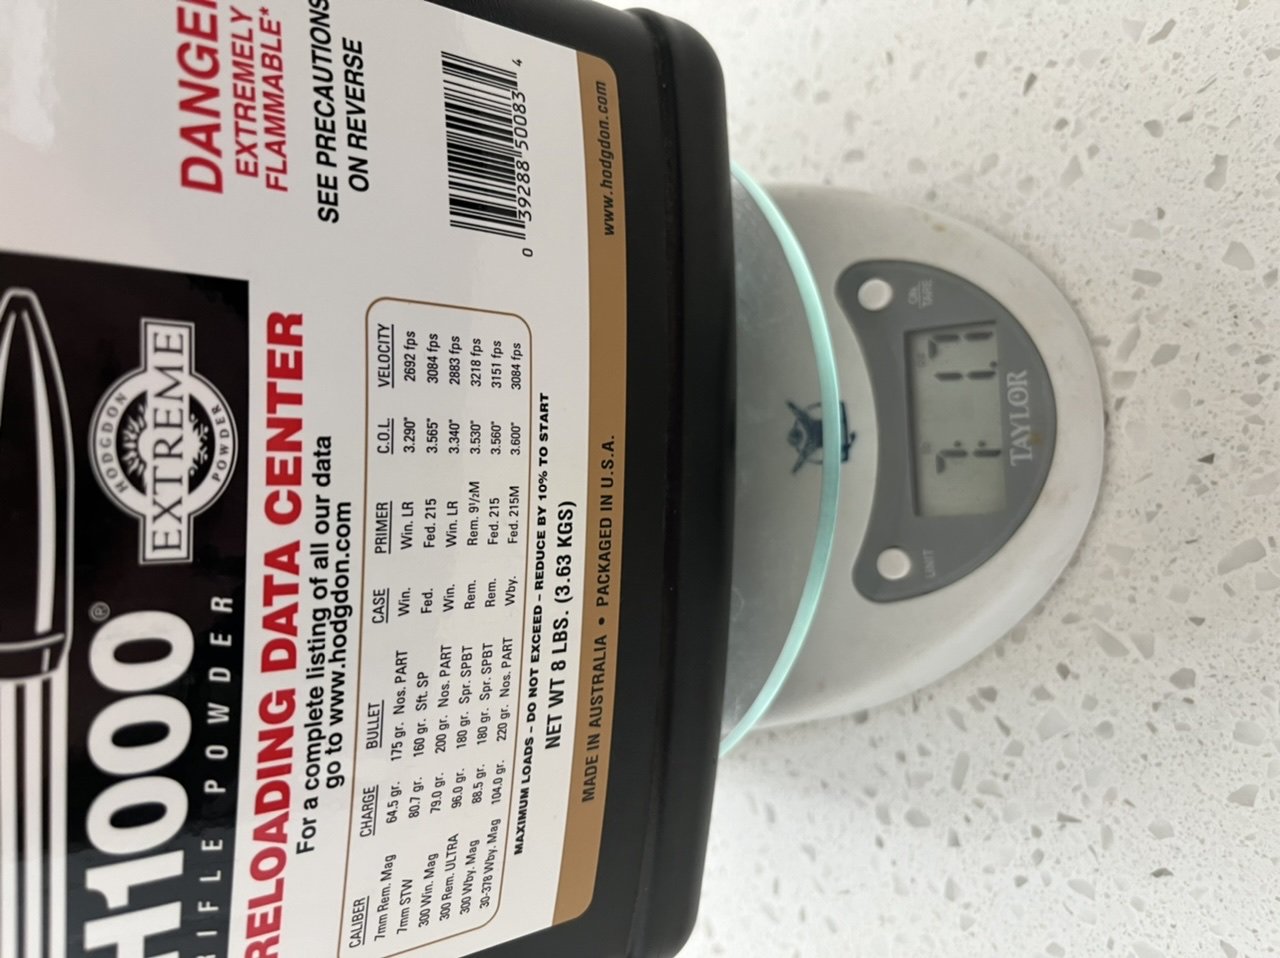 DANGER
EXTREMELY
FLAMMABLE*
SEE PRECAUTIONS
ON REVERSE
HODGDON
EXTREME
POWDER
H1000®
RIFLE POWDER
RELOADING DATA CENTER
For a complete listing of all our data
go to www.hodgdon.com
CALIBER CHARGE BULLET CASE PRIMER C.O.L. VELOCITY
7mm Rem. Mag 64.5 gr. 175 gr. Nos. PART Win. Win. LR 3.290" 2692 fps
7mm STW 80.7 gr. 160 gr. Sft. SP Fed. Fed. 215 3.565" 3084 fps
300 Win. Mag 79.0 gr. 200 gr. Nos. PART Win. Win. LR 3.340" 2883 fps
300 Rem. ULTRA 96.0 gr. 180 gr. Spr. SPBT Rem. Rem. 9½M 3.530" 3218 fps
300 Wby. Mag 88.5 gr. 180 gr. Spr. SPBT Rem. Fed. 215 3.560" 3151 fps
30-378 Wby. Mag 104.0 gr. 220 gr. Nos. PART Wby. Fed. 215M 3.600" 3084 fps
MAXIMUM LOADS – DO NOT EXCEED – REDUCE BY 10% TO START
NET WT 8 LBS. (3.63 KGS)
0 39288 50083 4
MADE IN AUSTRALIA • PACKAGED IN U.S.A. www.hodgdon.com
UNIT
ON
TARE
TAYLOR